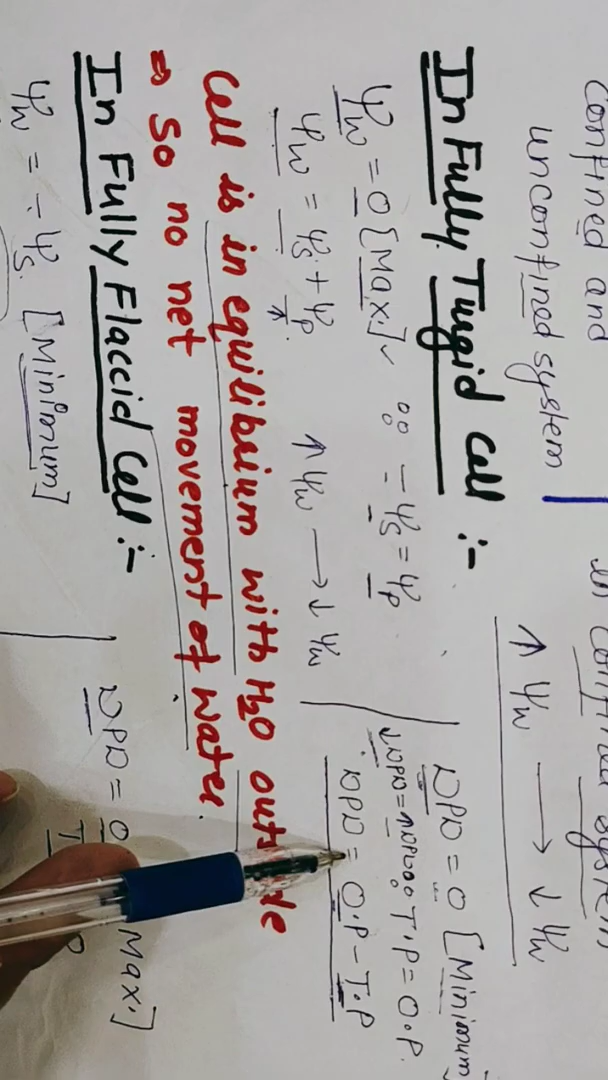 confined and
unconfined system
in confined system
↑ Ψw → ↓ Ψw
In Fully Turgid Cell :-
Ψw = 0 [Max.] ∵ -Ψs = Ψp
Ψw = Ψs + Ψp.
↑ Ψw → ↓ Ψw
DPD = 0 [Minimum]
T.P = O.P.
DPD = O.P - T.P
Cell is in equilibrium with H2O outside
⇒ So no net movement of Water.
In Fully Flaccid Cell :-
Ψw = -Ψs. [Minimum]
DPD = O Max.]